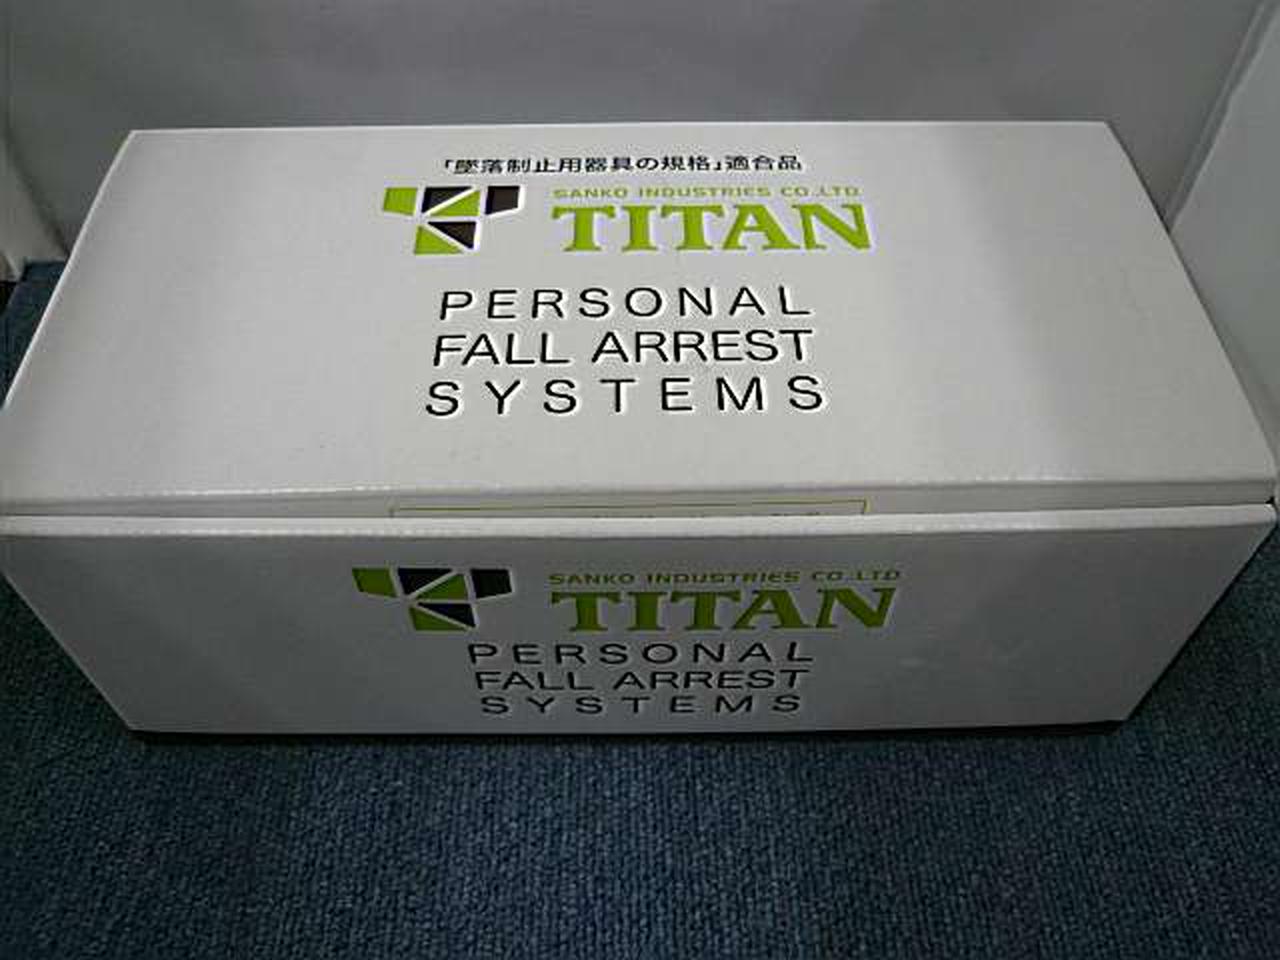 「墜落制止用器具の規格」適合品
SANKO INDUSTRIES CO.,LTD
TITAN
PERSONAL
FALL ARREST
SYSTEMS
SANKO INDUSTRIES CO.,LTD
TITAN
PERSONAL
FALL ARREST
SYSTEMS